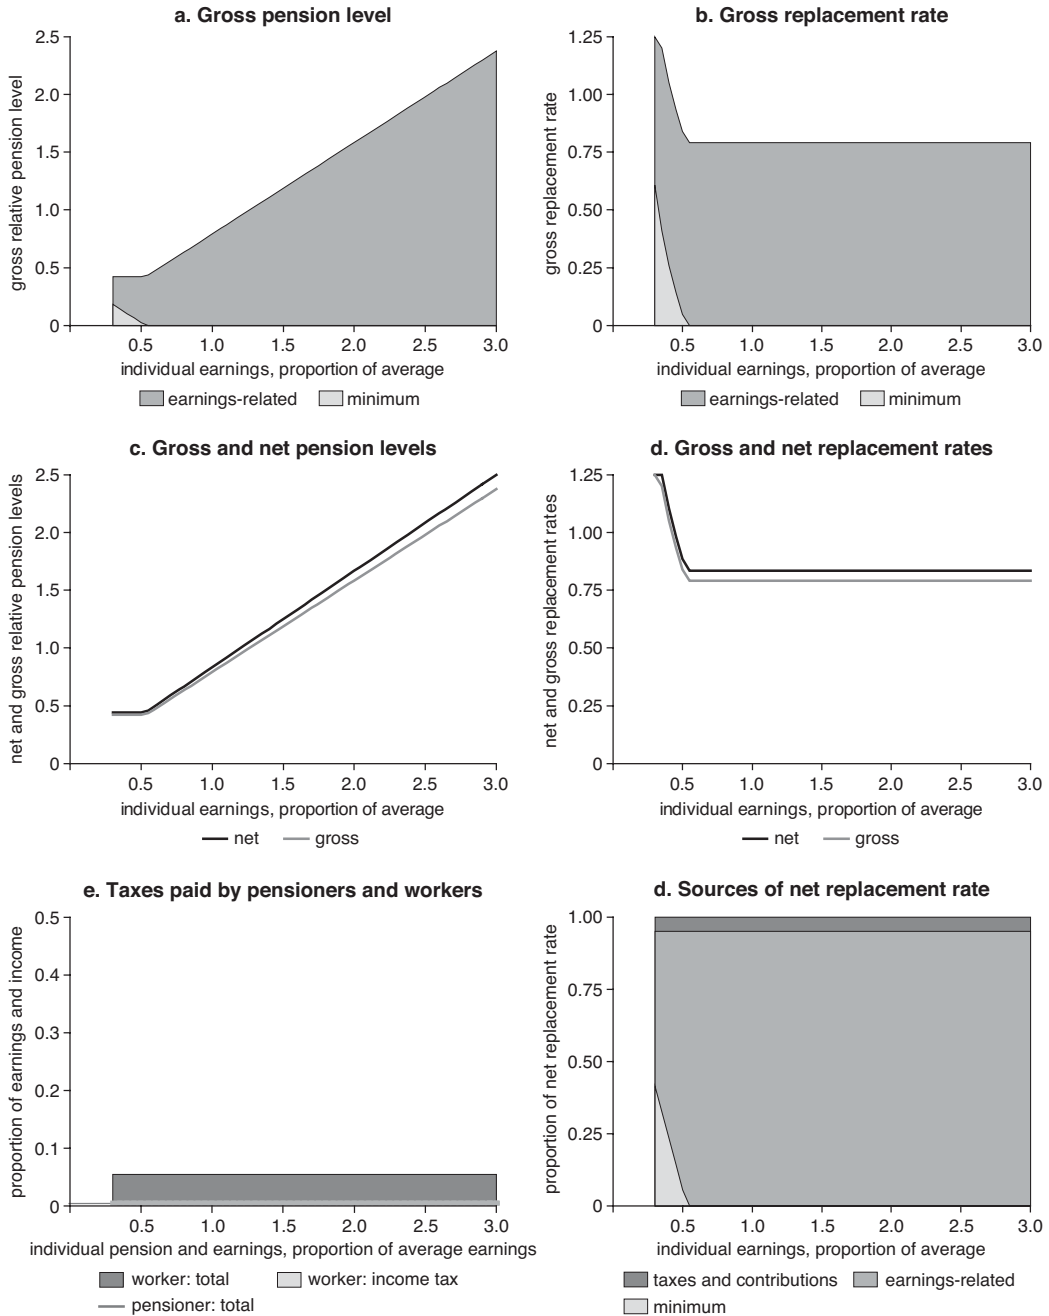 a. Gross pension level
gross relative pension level
2.5
2.0
1.5
1.0
0.5
0
0.5 1.0 1.5 2.0 2.5 3.0
individual earnings, proportion of average
earnings-related minimum
b. Gross replacement rate
gross replacement rate
1.25
1.00
0.75
0.50
0.25
0
0.5 1.0 1.5 2.0 2.5 3.0
individual earnings, proportion of average
earnings-related minimum
c. Gross and net pension levels
net and gross relative pension levels
2.5
2.0
1.5
1.0
0.5
0
0.5 1.0 1.5 2.0 2.5 3.0
individual earnings, proportion of average
net gross
d. Gross and net replacement rates
net and gross replacement rates
1.25
1.00
0.75
0.50
0.25
0
0.5 1.0 1.5 2.0 2.5 3.0
individual earnings, proportion of average
net gross
e. Taxes paid by pensioners and workers
proportion of earnings and income
0.5
0.4
0.3
0.2
0.1
0
0.5 1.0 1.5 2.0 2.5 3.0
individual pension and earnings, proportion of average earnings
worker: total worker: income tax
pensioner: total
d. Sources of net replacement rate
proportion of net replacement rate
1.00
0.75
0.50
0.25
0
0.5 1.0 1.5 2.0 2.5 3.0
individual earnings, proportion of average
taxes and contributions earnings-related
minimum